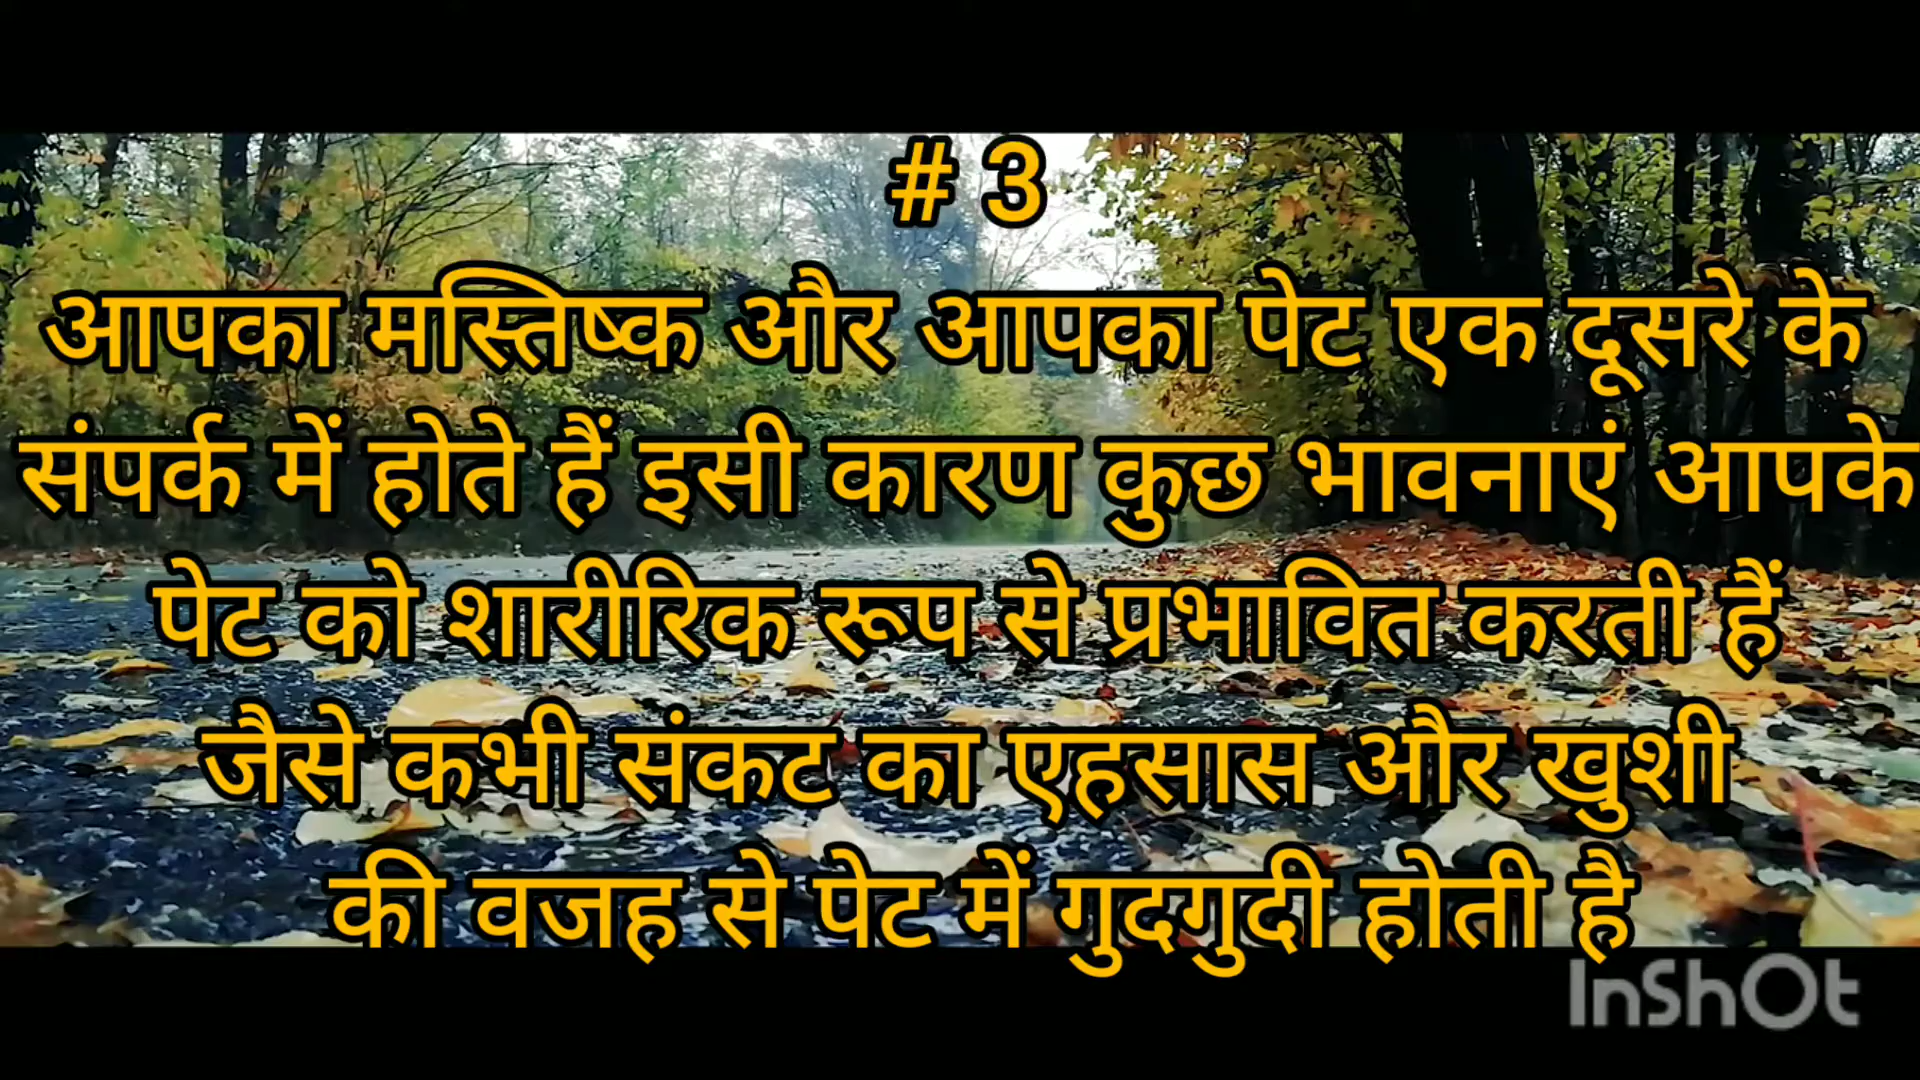 # 3
आपका मस्तिष्क और आपका पेट एक दूसरे के
संपर्क में होते हैं इसी कारण कुछ भावनाएं आपके
पेट को शारीरिक रूप से प्रभावित करती हैं
जैसे कभी संकट का एहसास और खुशी
की वजह से पेट में गुदगुदी होती है
InShOt